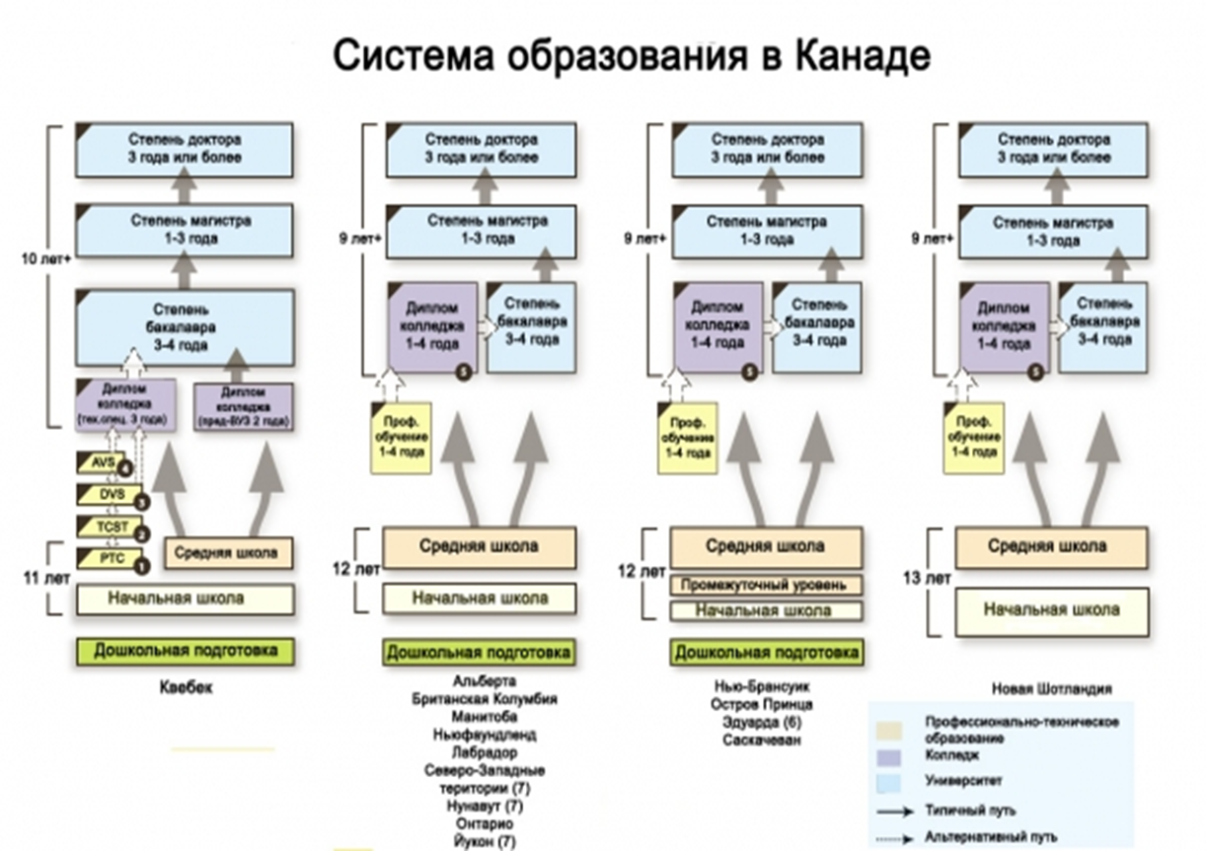 Система образования в Канаде
Степень доктора
3 года или более
Степень магистра
1-3 года
10 лет+
Степень
бакалавра
3-4 года
Диплом
колледжа
(тех.спец. 3 года)
Диплом
колледжа
(пред-ВУЗ 2 года)
AVS 4
DVS 3
TCST 2
PTC 1
Средняя школа
11 лет
Начальная школа
Дошкольная подготовка
Квебек
Степень доктора
3 года или более
Степень магистра
1-3 года
9 лет+
Диплом
колледжа
1-4 года
5
Степень
бакалавра
3-4 года
Проф.
обучение
1-4 года
Средняя школа
12 лет
Начальная школа
Дошкольная подготовка
Альберта
Британская Колумбия
Манитоба
Ньюфаундленд
Лабрадор
Северо-Западные
територии (7)
Нунавут (7)
Онтарио
Йукон (7)
Степень доктора
3 года или более
Степень магистра
1-3 года
9 лет+
Диплом
колледжа
1-4 года
5
Степень
бакалавра
3-4 года
Проф.
обучение
1-4 года
Средняя школа
12 лет
Промежуточный уровень
Начальная школа
Дошкольная подготовка
Нью-Брансуик
Остров Принца
Эдуарда (6)
Саскачеван
Степень доктора
3 года или более
Степень магистра
1-3 года
9 лет+
Диплом
колледжа
1-4 года
5
Степень
бакалавра
3-4 года
Проф.
обучение
1-4 года
Средняя школа
13 лет
Начальная школа
Новая Шотландия
Профессионально-техническое
образование
Колледж
Университет
Типичный путь
Альтернативный путь